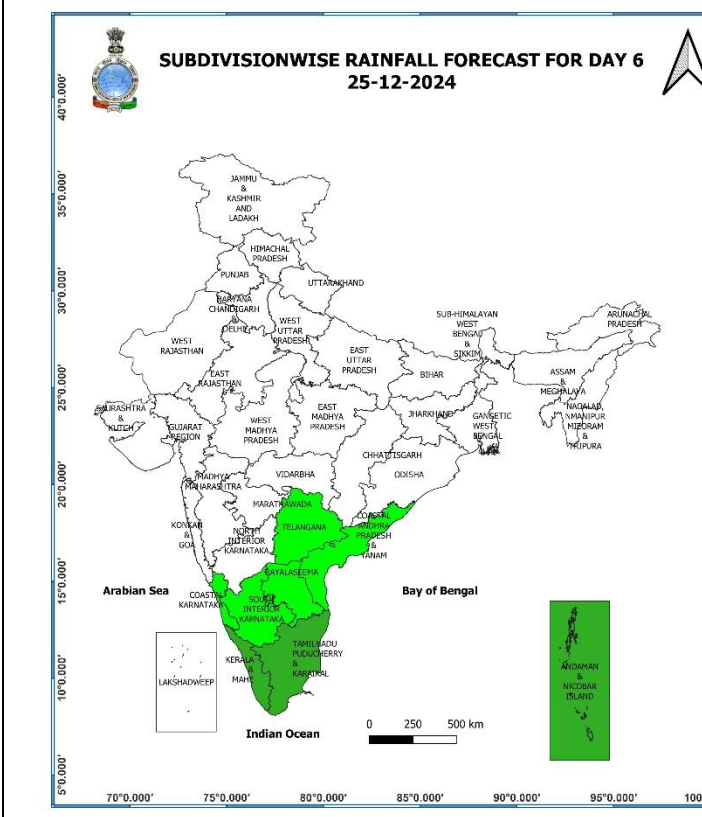 SUBDIVISIONWISE RAINFALL FORECAST FOR DAY 6
25-12-2024
40°0.000'
35°0.000'
30°0.000'
25°0.000'
20°0.000'
15°0.000'
10°0.000'
5°0.000'
JAMMU
&
KASHMIR
AND
LADAKH
HIMACHAL
PRADESH
PUNJAB
UTTARAKHAND
HARYANA
CHANDIGARH
&
DELHI
WEST
UTTAR
PRADESH
SUB-HIMALAYAN
WEST
BENGAL
&
SIKKIM
ARUNACHAL
PRADESH
WEST
RAJASTHAN
EAST
UTTAR
PRADESH
EAST
RAJASTHAN
BIHAR
ASSAM
&
MEGHALAYA
SAURASHTRA
&
KUTCH
GUJARAT
REGION
WEST
MADHYA
PRADESH
EAST
MADHYA
PRADESH
JHARKHAND
GANGETIC
WEST
BENGAL
NAGALAD,
NMANIPUR
MIZORAM
&
TRIPURA
CHHATTISGARH
ODISHA
MADHYA
MAHARASHTRA
VIDARBHA
MARATHAWADA
KONKAN
&
GOA
NORTH
INTERIOR
KARNATAKA
TELANGANA
COASTAL
ANDHRA
PRADESH
&
YANAM
RAYALASEEMA
Arabian Sea
Bay of Bengal
COASTAL
KARNATAKA
SOUTH
INTERIOR
KARNATAKA
LAKSHADWEEP
KERALA
&
MAHE
TAMILNADU
PUDUCHERRY
&
KARAIKAL
ANDAMAN
&
NICOBAR
ISLAND
Indian Ocean
0 250 500 km
70°0.000' 75°0.000' 80°0.000' 85°0.000' 90°0.000' 95°0.000'